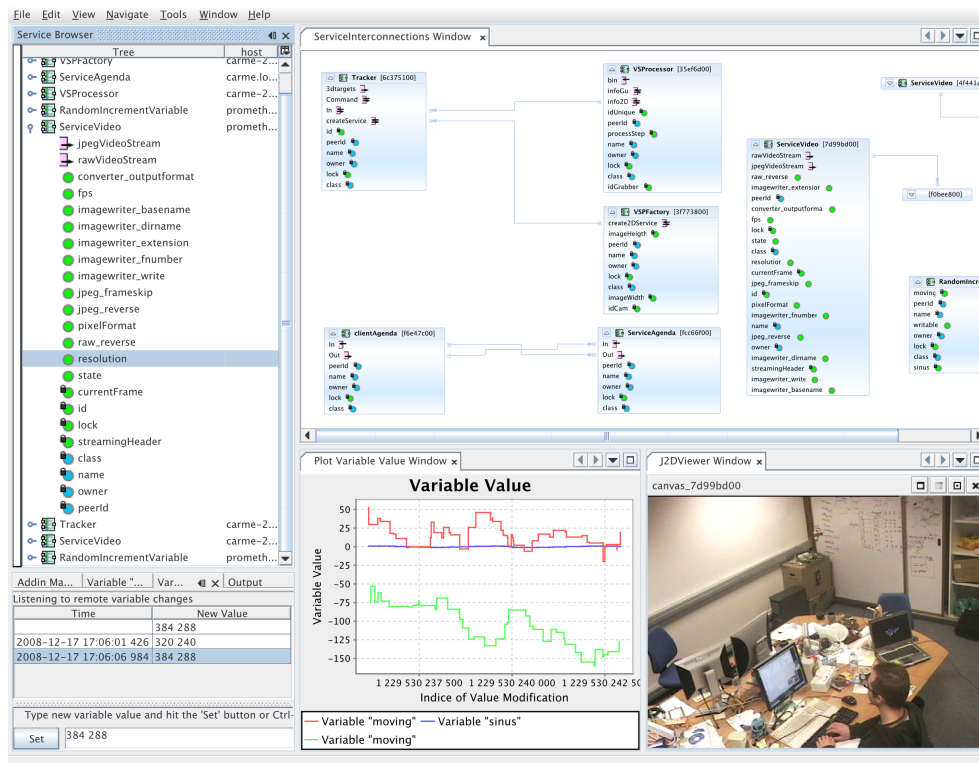 File Edit View Navigate Tools Window Help
Service Browser
Tree host
VSPFactory carme-2...
ServiceAgenda carme.lo...
VSProcessor carme-2...
RandomIncrementVariable prometh...
ServiceVideo prometh...
jpegVideoStream
rawVideoStream
converter_outputformat
fps
imagewriter_basename
imagewriter_dirname
imagewriter_extension
imagewriter_fnumber
imagewriter_write
jpeg_frameskip
jpeg_reverse
pixelFormat
raw_reverse
resolution
state
currentFrame
id
lock
streamingHeader
class
name
owner
peerId
Tracker carme-2...
ServiceVideo carme-2...
RandomIncrementVariable prometh...
Addin Ma... Variable "... Var... Output
Listening to remote variable changes
Time New Value
384 288
2008-12-17 17:06:01 426 320 240
2008-12-17 17:06:06 984 384 288
Type new variable value and hit the 'Set' button or Ctrl-
Set 384 288
ServiceInterconnections Window
Tracker [6c375100]
3dtargets
Command
In
createService
id
peerId
name
owner
lock
class
VSProcessor [35ef6d00]
bin
infoGu
info2D
idUnique
peerId
processStep
name
owner
lock
class
idGrabber
VSPFactory [3f773800]
create2DService
imageHeigth
peerId
name
owner
lock
class
imageWidth
idCam
clientAgenda [f6e47c00]
In
Out
peerId
name
owner
lock
class
ServiceAgenda [fcc66f00]
In
Out
peerId
name
owner
lock
class
ServiceVideo [7d99bd00]
rawVideoStream
jpegVideoStream
raw_reverse
imagewriter_extension
peerId
converter_outputforma
fps
lock
state
class
resolution
currentFrame
jpeg_frameskip
id
pixelFormat
imagewriter_fnumber
name
jpeg_reverse
owner
imagewriter_dirname
streamingHeader
imagewriter_write
imagewriter_basename
ServiceVideo [4f441a
[f0bee800]
RandomIncre
moving
peerId
name
writable
owner
lock
class
sinus
Plot Variable Value Window
Variable Value
Variable Value
50
25
0
-25
-50
-75
-100
-125
-150
1 229 530 237 500 1 229 530 240 000 1 229 530 242 50
Indice of Value Modification
Variable "moving" Variable "sinus"
Variable "moving"
J2DViewer Window
canvas_7d99bd00